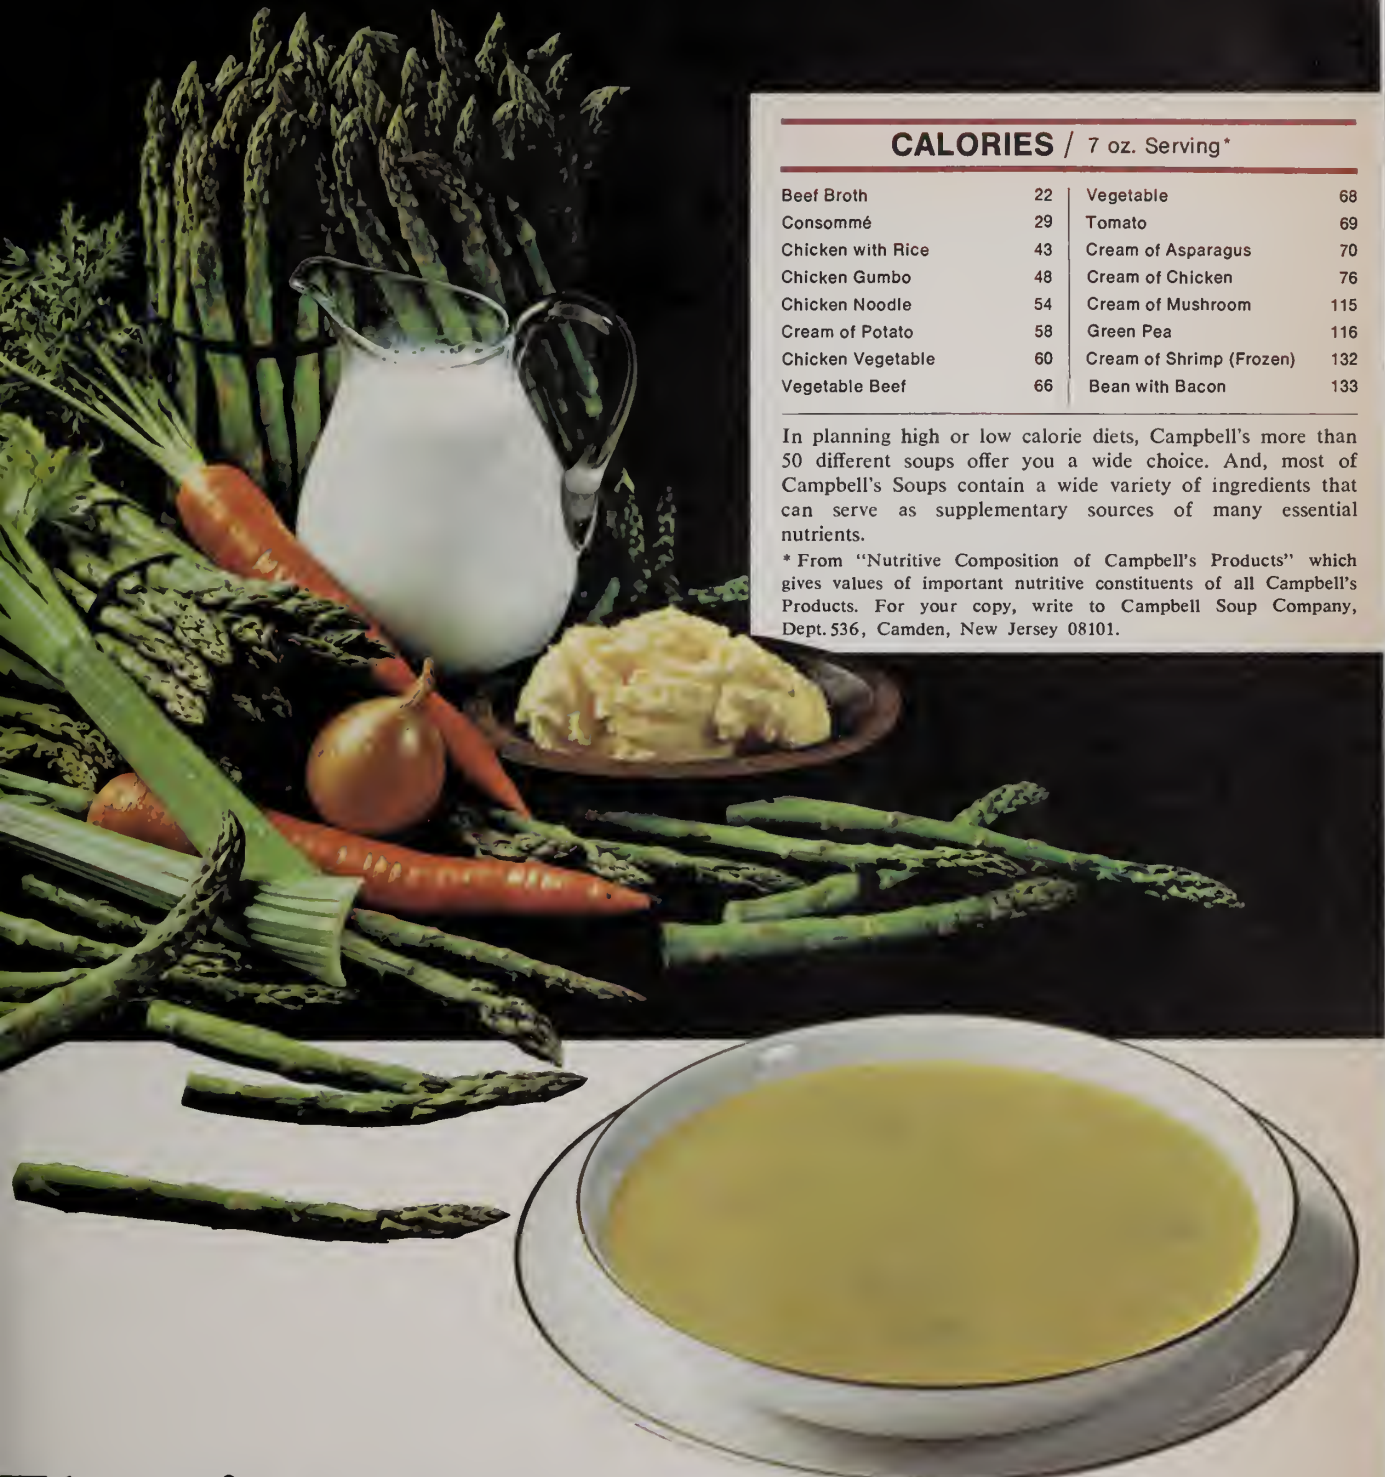 CALORIES / 7 oz. Serving*
Beef Broth 22
Consommé 29
Chicken with Rice 43
Chicken Gumbo 48
Chicken Noodle 54
Cream of Potato 58
Chicken Vegetable 60
Vegetable Beef 66
Vegetable 68
Tomato 69
Cream of Asparagus 70
Cream of Chicken 76
Cream of Mushroom 115
Green Pea 116
Cream of Shrimp (Frozen) 132
Bean with Bacon 133
In planning high or low calorie diets, Campbell's more than
50 different soups offer you a wide choice. And, most of
Campbell's Soups contain a wide variety of ingredients that
can serve as supplementary sources of many essential
nutrients.
* From “Nutritive Composition of Campbell's Products” which
gives values of important nutritive constituents of all Campbell's
Products. For your copy, write to Campbell Soup Company,
Dept. 536, Camden, New Jersey 08101.